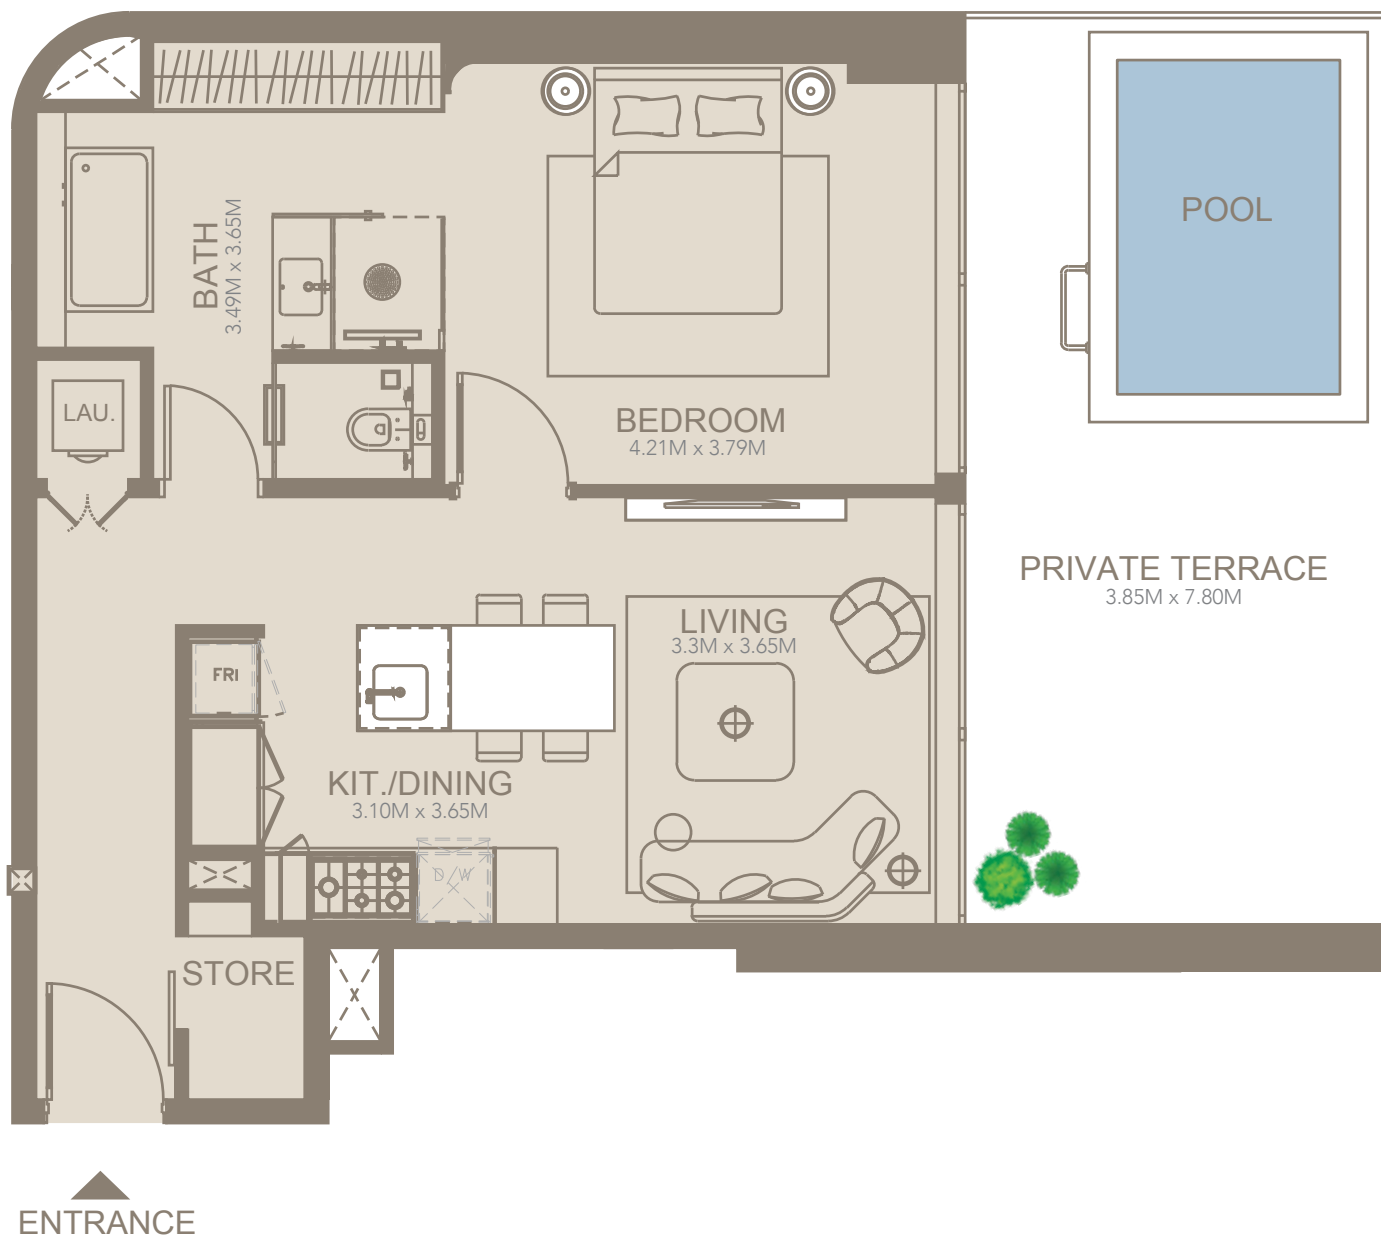 POOL
BATH
3.49M x 3.65M
LAU.
BEDROOM
4.21M x 3.79M
PRIVATE TERRACE
3.85M x 7.80M
LIVING
3.3M x 3.65M
FRI
KIT./DINING
3.10M x 3.65M
D/W
STORE
ENTRANCE